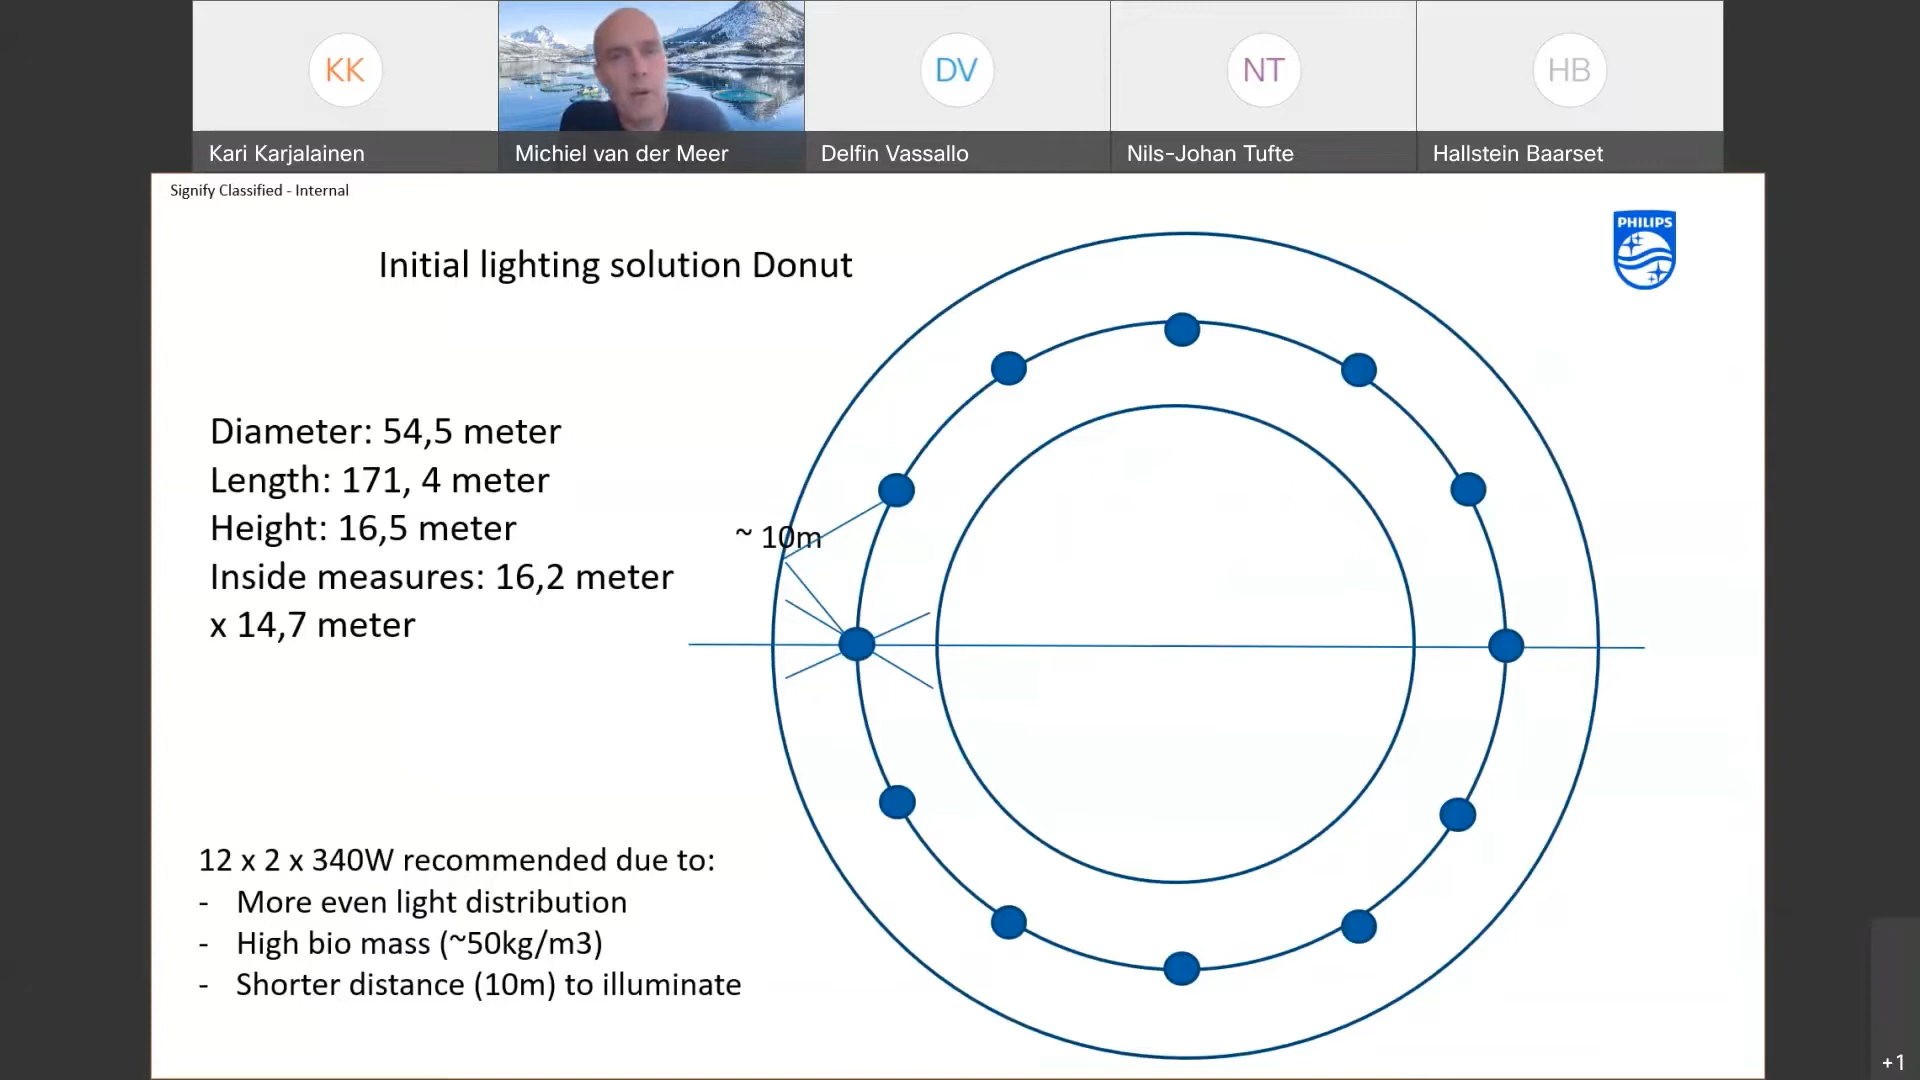 KK
DV
NT
HB
Kari Karjalainen
Michiel van der Meer
Delfin Vassallo
Nils-Johan Tufte
Hallstein Baarset
Signify Classified - Internal
PHILIPS
Initial lighting solution Donut
Diameter: 54,5 meter
Length: 171, 4 meter
Height: 16,5 meter
Inside measures: 16,2 meter
x 14,7 meter
~ 10m
12 x 2 x 340W recommended due to:
- More even light distribution
- High bio mass (~50kg/m3)
- Shorter distance (10m) to illuminate
+1